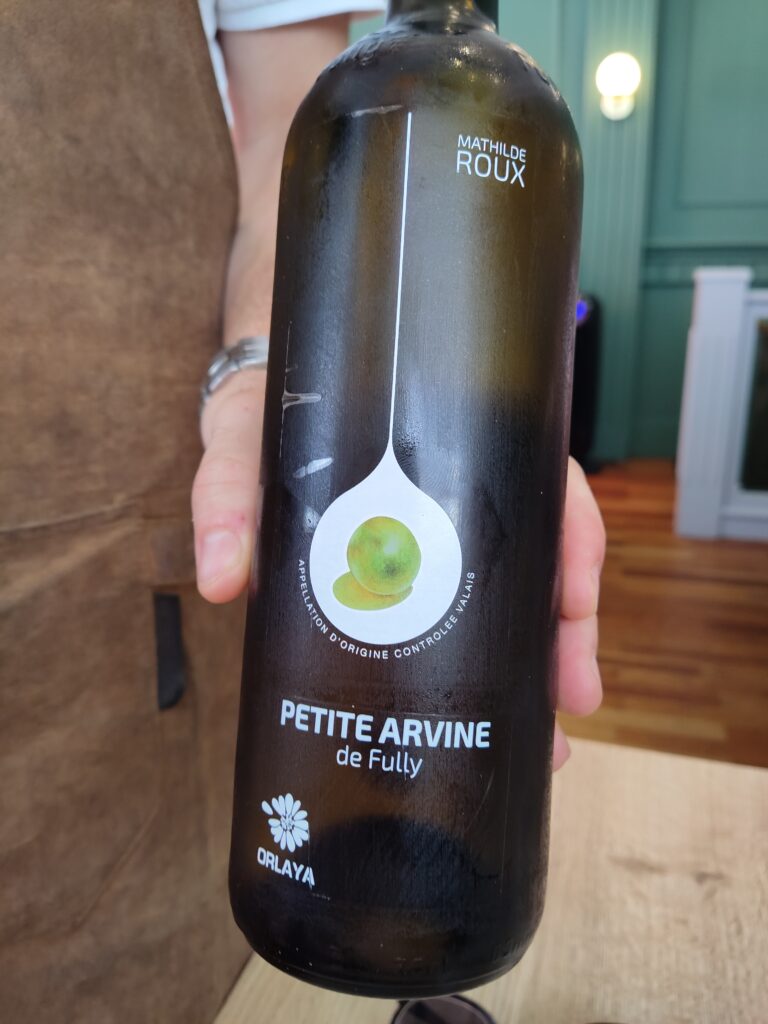 MATHILDE
ROUX
APPELLATION D'ORIGINE CONTROLEE VALAIS
PETITE ARVINE
de Fully
ORLAYA